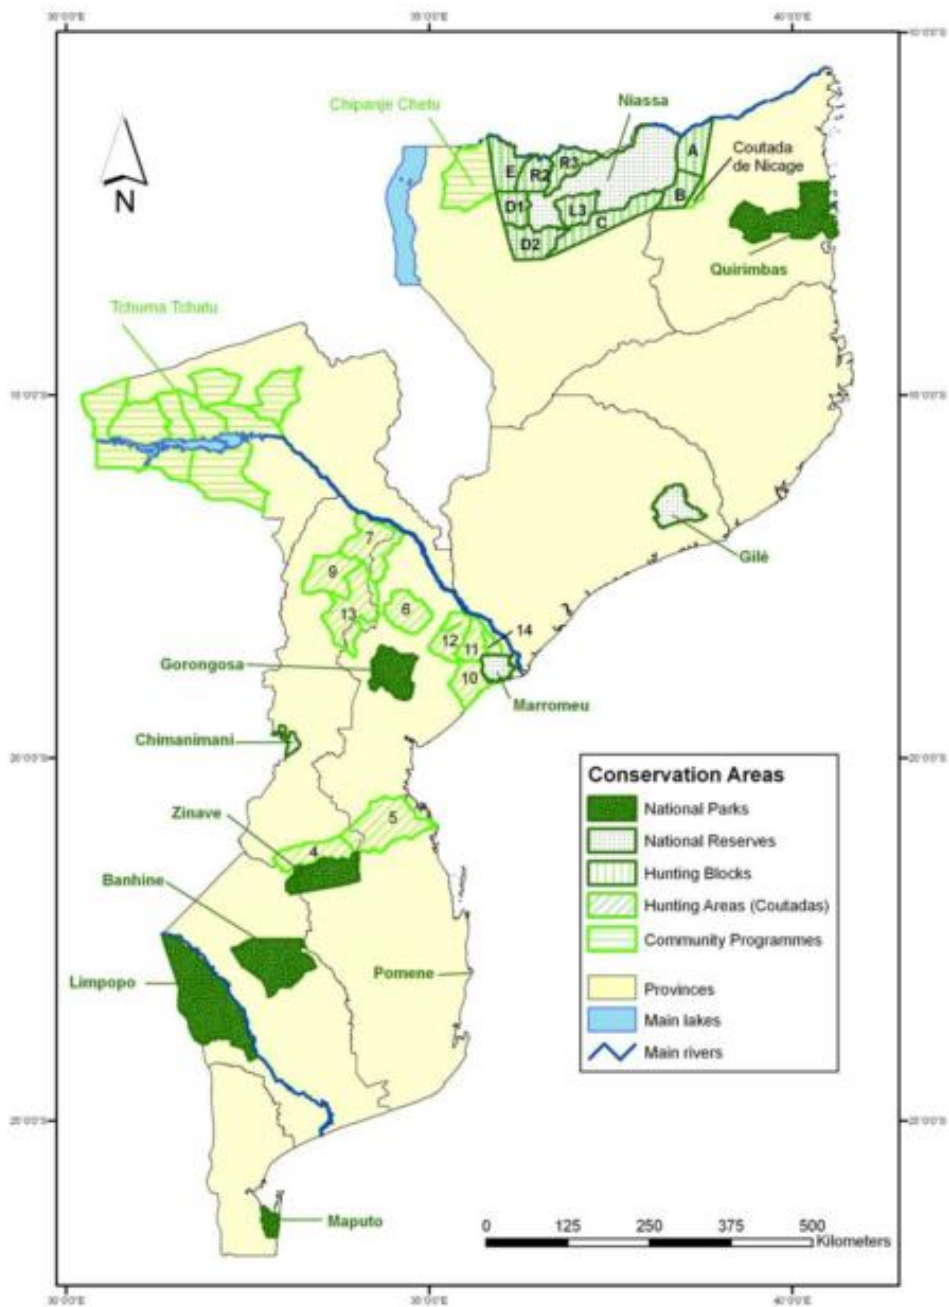 Chipanje Chetu
Niassa
Coutada
de Nicage
A
B
E
R2
R3
D1
L3
C
D2
N
Quirimbas
Tchuma Tchatu
Gilé
7
9
13
6
12
11
14
10
Gorongosa
Marromeu
Chimanimani
Zinave
5
4
Banhine
Limpopo
Pomene
Maputo
Conservation Areas
National Parks
National Reserves
Hunting Blocks
Hunting Areas (Coutadas)
Community Programmes
Provinces
Main lakes
Main rivers
0 125 250 375 500
Kilometers